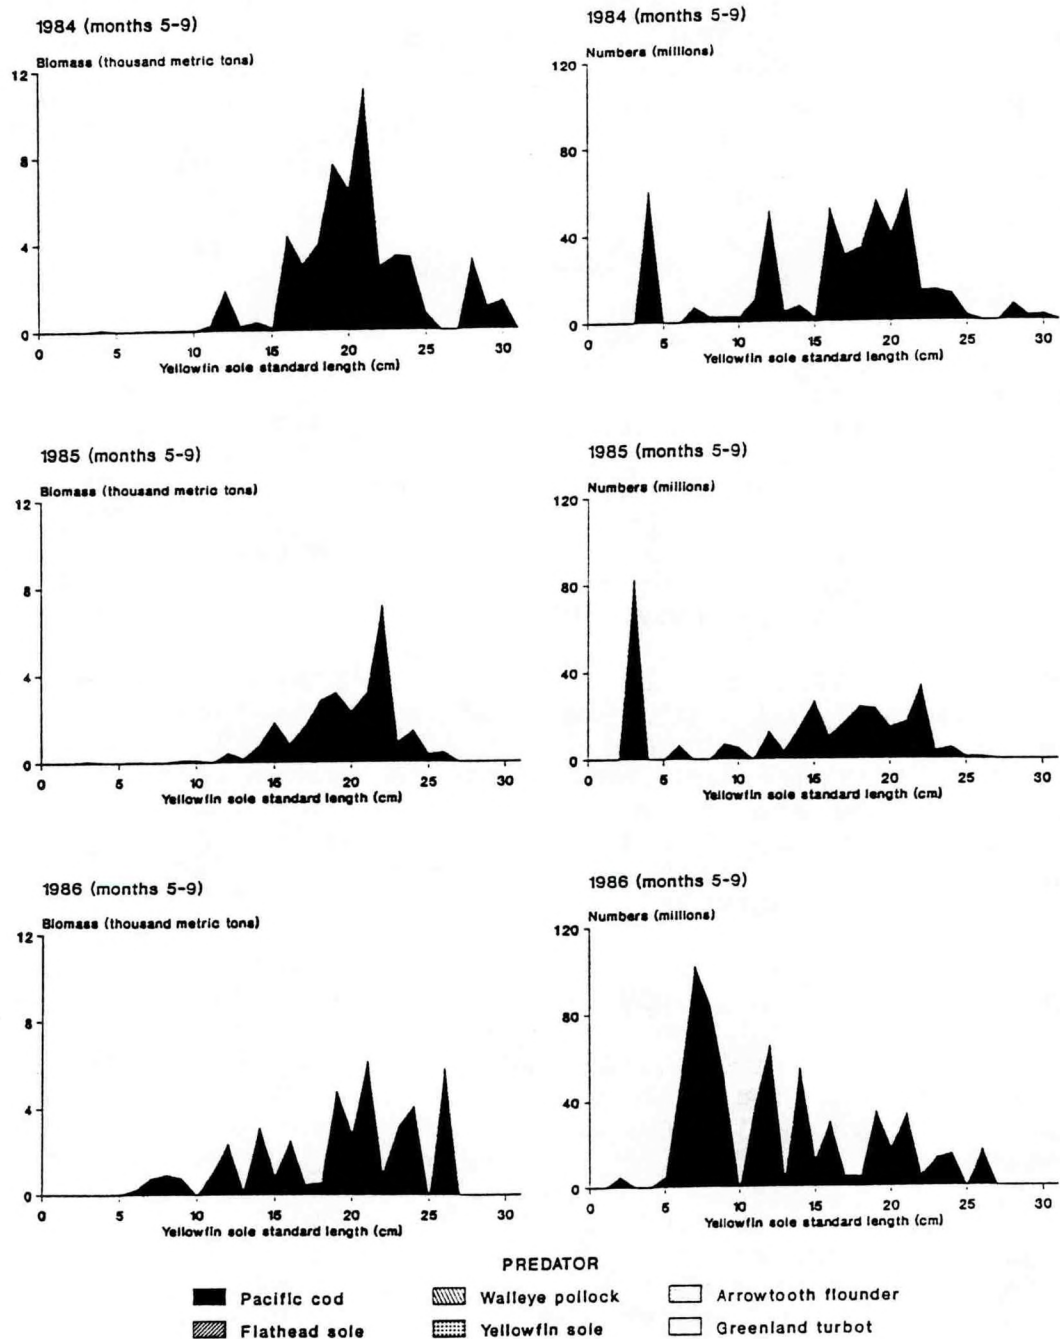 1984 (months 5-9)
Biomass (thousand metric tons)
12
8
4
0
0 5 10 15 20 25 30
Yellowfin sole standard length (cm)
1984 (months 5-9)
Numbers (millions)
120
80
40
0
0 5 10 15 20 25 30
Yellowfin sole standard length (cm)
1985 (months 5-9)
Biomass (thousand metric tons)
12
8
4
0
0 5 10 15 20 25 30
Yellowfin sole standard length (cm)
1985 (months 5-9)
Numbers (millions)
120
80
40
0
0 5 10 15 20 25 30
Yellowfin sole standard length (cm)
1986 (months 5-9)
Biomass (thousand metric tons)
12
8
4
0
0 5 10 15 20 25 30
Yellowfin sole standard length (cm)
1986 (months 5-9)
Numbers (millions)
120
80
40
0
0 5 10 15 20 25 30
Yellowfin sole standard length (cm)
PREDATOR
Pacific cod Walleye pollock Arrowtooth flounder
Flathead sole Yellowfin sole Greenland turbot